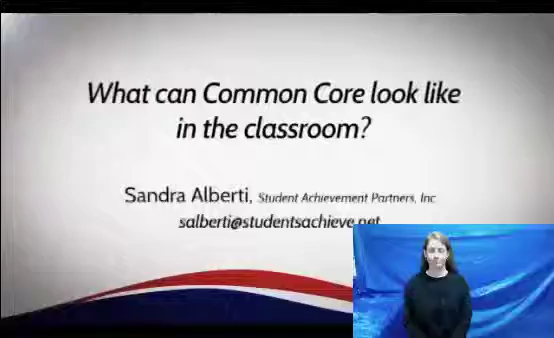 What can Common Core look like
in the classroom?
Sandra Alberti, Student Achievement Partners, Inc
salberti@studentsachieve.net